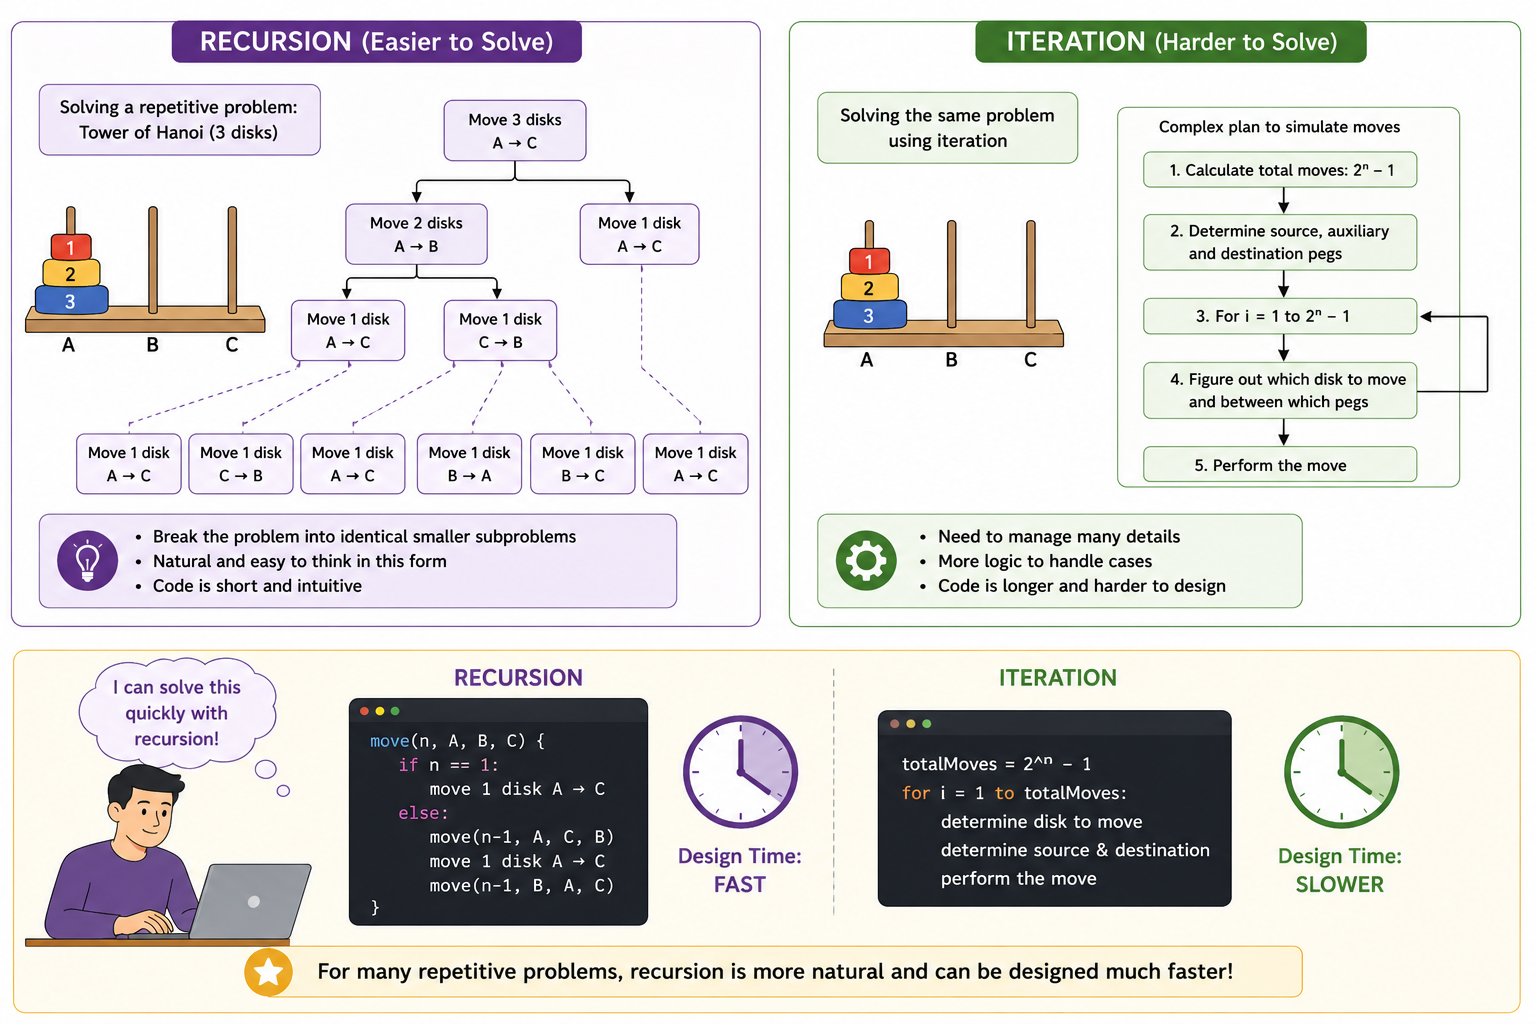 RECURSION (Easier to Solve)
Solving a repetitive problem:
Tower of Hanoi (3 disks)
Move 3 disks
A → C
Move 2 disks
A → B
Move 1 disk
A → C
1
2
3
A B C
Move 1 disk
A → C
Move 1 disk
C → B
Move 1 disk
A → C
Move 1 disk
C → B
Move 1 disk
A → C
Move 1 disk
B → A
Move 1 disk
B → C
Move 1 disk
A → C
• Break the problem into identical smaller subproblems
• Natural and easy to think in this form
• Code is short and intuitive
ITERATION (Harder to Solve)
Solving the same problem
using iteration
1
2
3
A B C
Complex plan to simulate moves
1. Calculate total moves: 2ⁿ – 1
2. Determine source, auxiliary
and destination pegs
3. For i = 1 to 2ⁿ – 1
4. Figure out which disk to move
and between which pegs
5. Perform the move
• Need to manage many details
• More logic to handle cases
• Code is longer and harder to design
I can solve this
quickly with
recursion!
RECURSION
move(n, A, B, C) {
if n == 1:
move 1 disk A → C
else:
move(n-1, A, C, B)
move 1 disk A → C
move(n-1, B, A, C)
}
Design Time:
FAST
ITERATION
totalMoves = 2^ⁿ – 1
for i = 1 to totalMoves:
determine disk to move
determine source & destination
perform the move
Design Time:
SLOWER
For many repetitive problems, recursion is more natural and can be designed much faster!